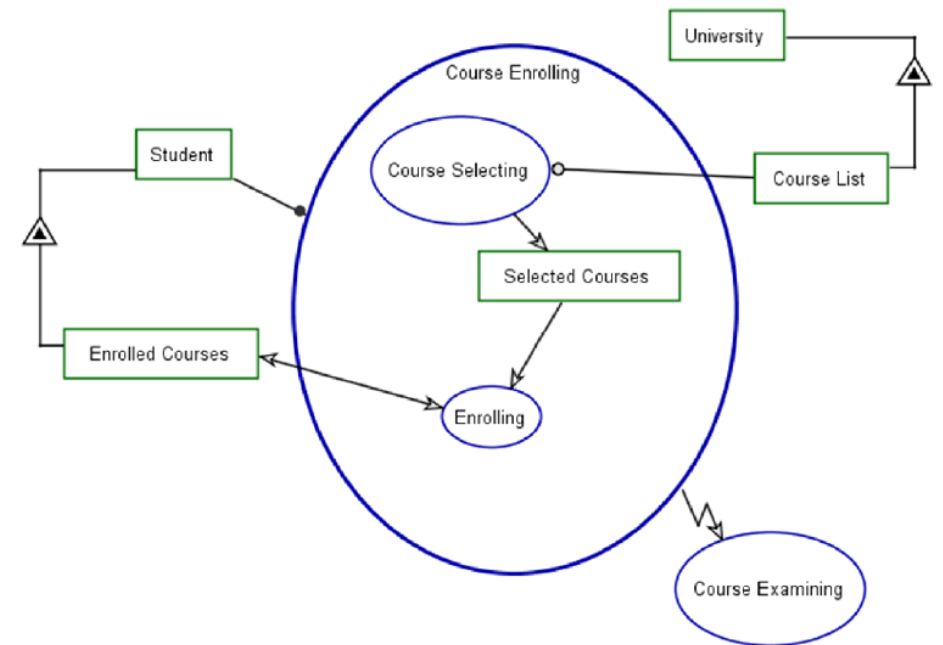 University
Course Enrolling
Student
Course Selecting
Course List
Selected Courses
Enrolled Courses
Enrolling
Course Examining